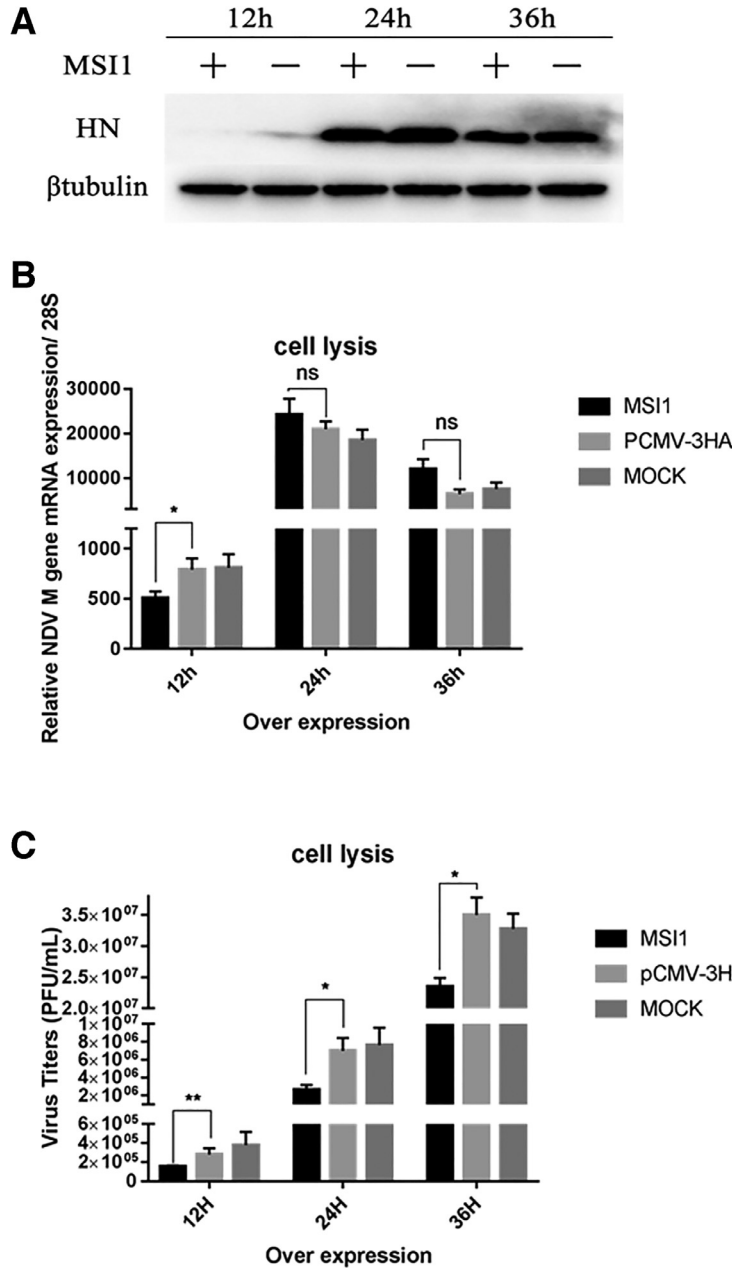 A
12h 24h 36h
MSI1 + − + − + −
HN
βtubulin
B
cell lysis
Relative NDV M gene mRNA expression/ 28S
30000
20000
10000
1000
500
0
ns
ns
*
12h 24h 36h
Over expression
MSI1
PCMV-3HA
MOCK
C
cell lysis
Virus Titers (PFU/mL)
3.5×10⁰⁷
3.0×10⁰⁷
2.5×10⁰⁷
2.0×10⁰⁷
1×10⁰⁷
8×10⁰⁶
6×10⁰⁶
4×10⁰⁶
2×10⁰⁶
6×10⁰⁵
4×10⁰⁵
2×10⁰⁵
0
**
*
*
12H 24H 36H
Over expression
MSI1
pCMV-3H
MOCK